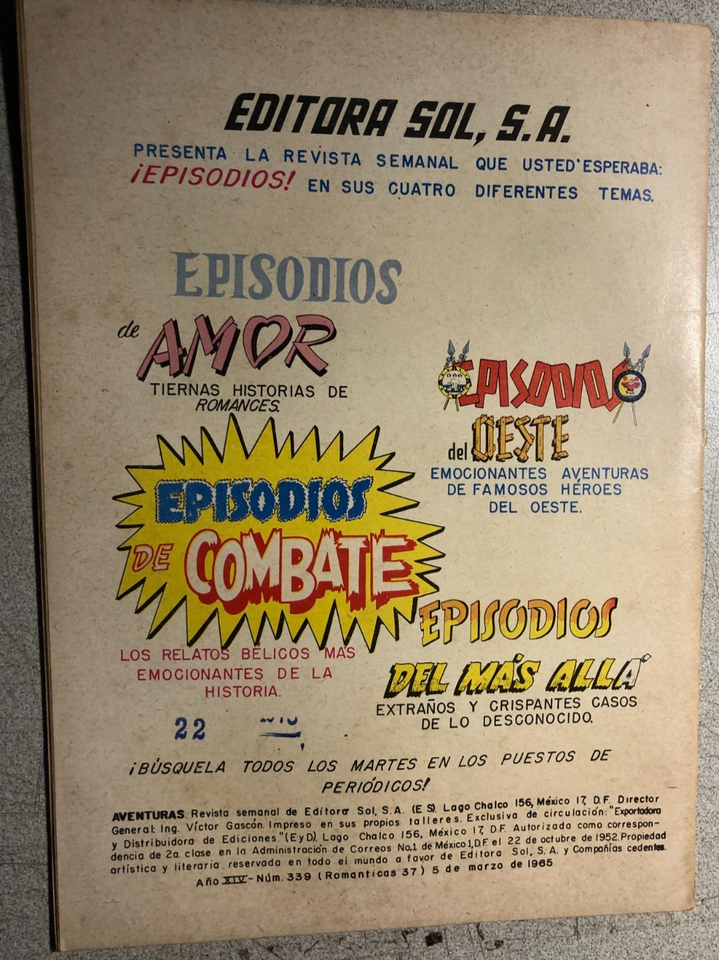 EDITORA SOL, S.A.
PRESENTA LA REVISTA SEMANAL QUE USTED ESPERABA:
¡EPISODIOS! EN SUS CUATRO DIFERENTES TEMAS.
EPISODIOS
de AMOR
TIERNAS HISTORIAS DE
ROMANCES.
EPISODIOS
del OESTE
EMOCIONANTES AVENTURAS
DE FAMOSOS HÉROES
DEL OESTE.
EPISODIOS
DE COMBATE
LOS RELATOS BÉLICOS MAS
EMOCIONANTES DE LA
HISTORIA.
EPISODIOS
DEL MÁS ALLÁ
EXTRAÑOS Y CRISPANTES CASOS
DE LO DESCONOCIDO.
22
¡BÚSQUELA TODOS LOS MARTES EN LOS PUESTOS DE
PERIÓDICOS!
AVENTURAS. Revista semanal de Editora Sol, S.A. (E S). Lago Chalco 156, México 17, D.F. Director
General: Ing. Víctor Gascón. Impreso en sus propios talleres. Exclusiva de circulación: "Exportadora
y Distribuidora de Ediciones" (E y D). Lago Chalco 156, México 17, D.F. Autorizada como correspon-
dencia de 2a. clase en la Administración de Correos No.1 de México 1, D.F. el 22 de octubre de 1952. Propiedad
artística y literaria reservada en todo el mundo a favor de Editora Sol, S.A. y Compañías cedentes.
Año XIV - Núm. 339 (Romanticas 37) 5 de marzo de 1965